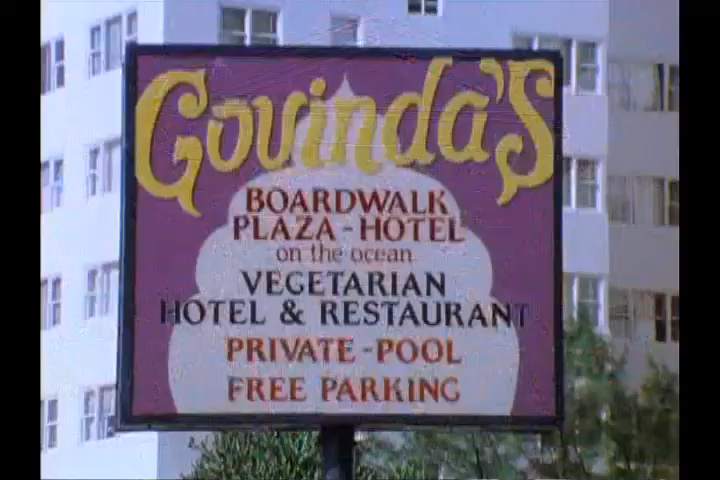 Govinda's
BOARDWALK
PLAZA-HOTEL
on the ocean
VEGETARIAN
HOTEL & RESTAURANT
PRIVATE-POOL
FREE PARKING